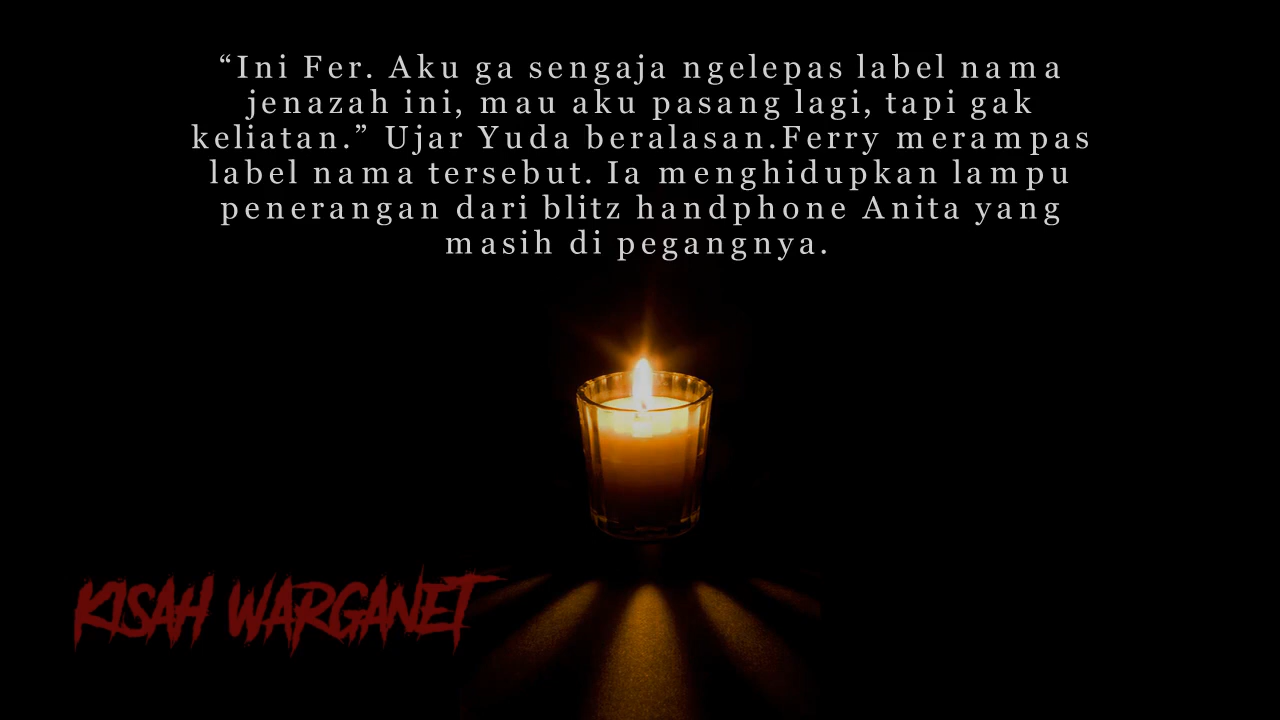 “Ini Fer. Aku ga sengaja ngelepas label nama
jenazah ini, mau aku pasang lagi, tapi gak
keliatan.” Ujar Yuda beralasan.Ferry merampas
label nama tersebut. Ia menghidupkan lampu
penerangan dari blitz handphone Anita yang
masih di pegangnya.
KISAH WARGANET